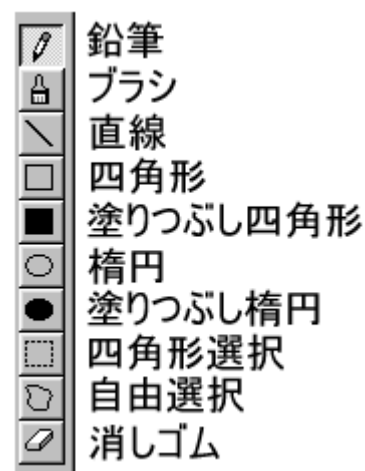 鉛筆
ブラシ
直線
四角形
塗りつぶし四角形
楕円
塗りつぶし楕円
四角形選択
自由選択
消しゴム